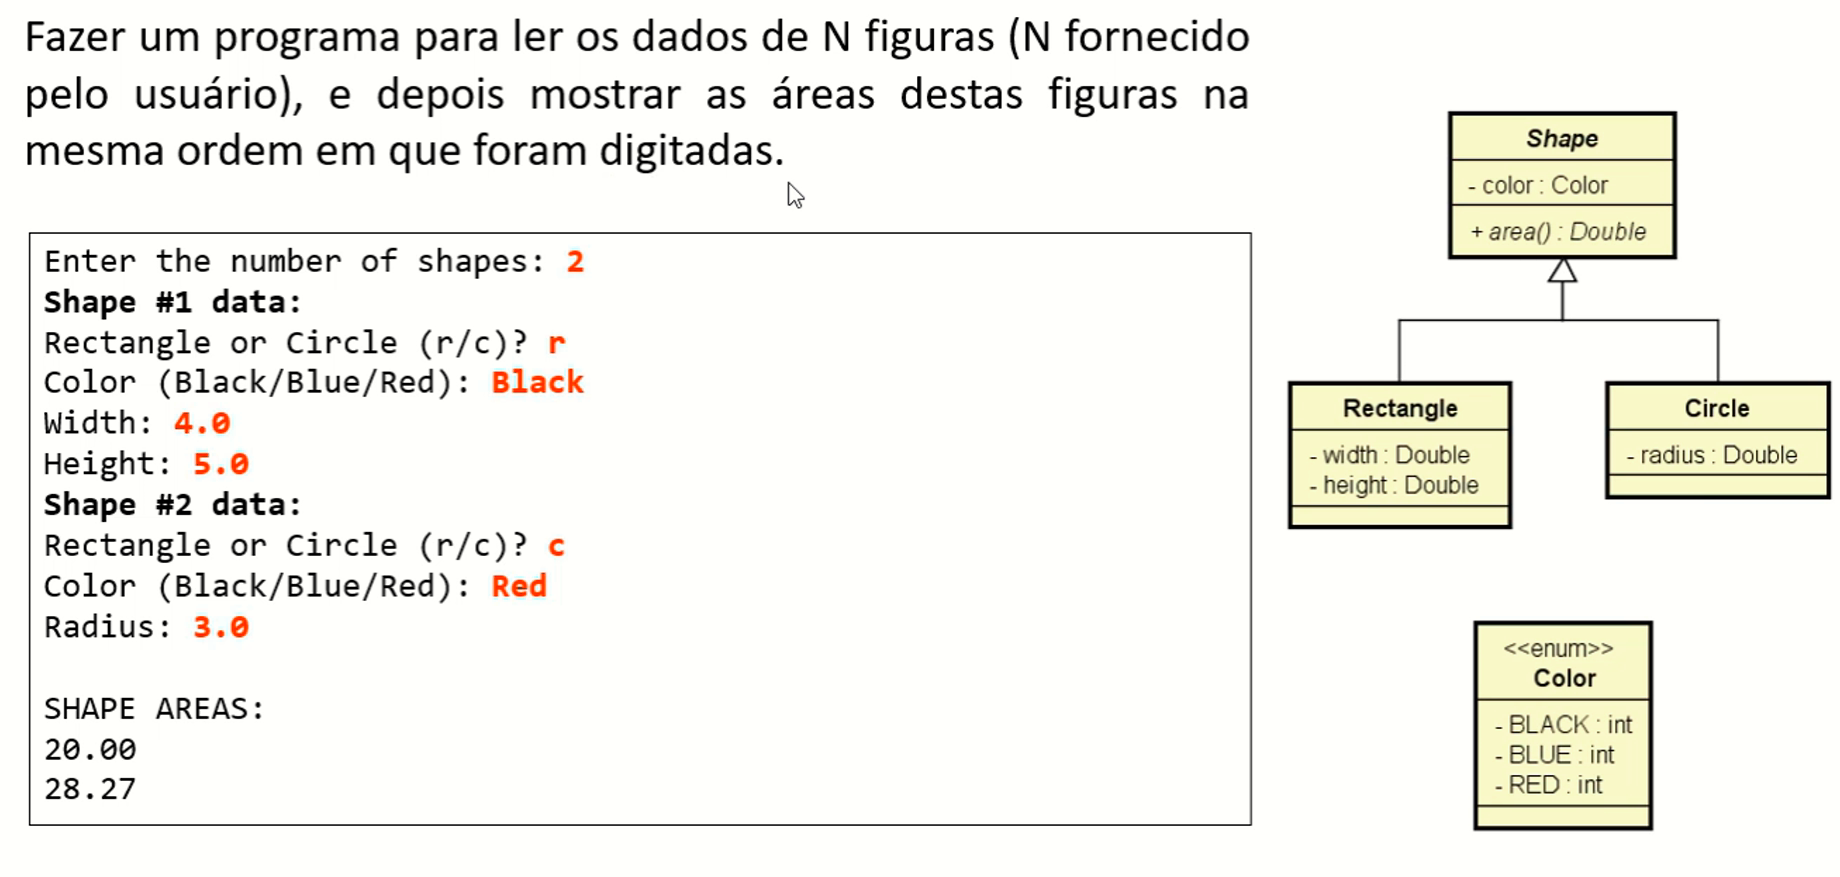 Fazer um programa para ler os dados de N figuras (N fornecido
pelo usuário), e depois mostrar as áreas destas figuras na
mesma ordem em que foram digitadas.
Enter the number of shapes: 2
Shape #1 data:
Rectangle or Circle (r/c)? r
Color (Black/Blue/Red): Black
Width: 4.0
Height: 5.0
Shape #2 data:
Rectangle or Circle (r/c)? c
Color (Black/Blue/Red): Red
Radius: 3.0
SHAPE AREAS:
20.00
28.27
Shape
- color : Color
+ area() : Double
Rectangle
- width : Double
- height : Double
Circle
- radius : Double
<<enum>>
Color
- BLACK : int
- BLUE : int
- RED : int